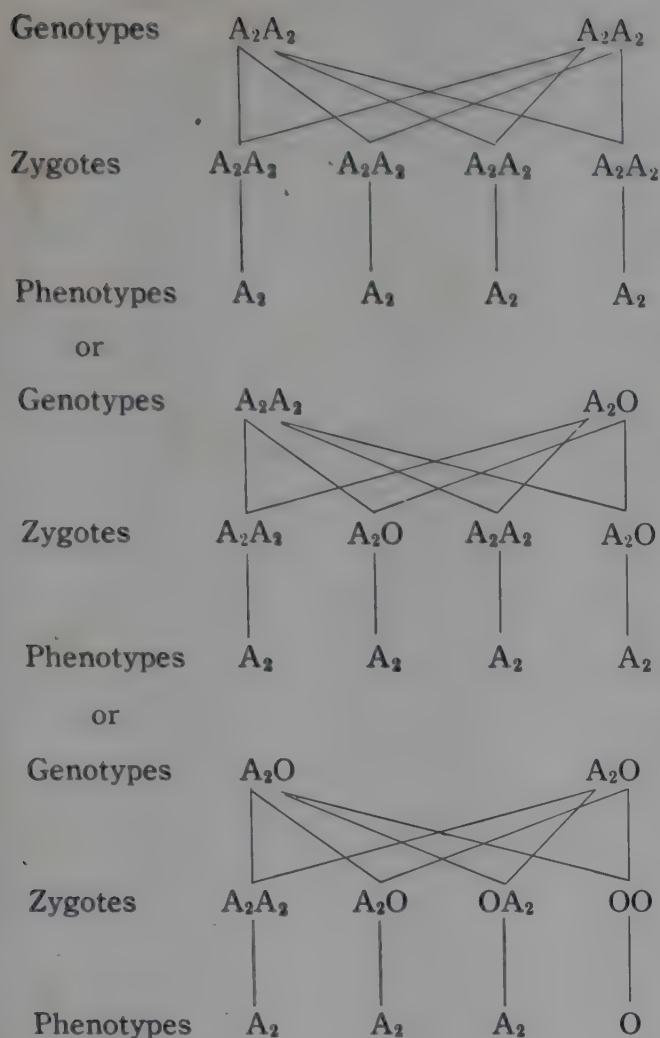 Genotypes A₂A₂ A₂A₂
Zygotes A₂A₂ A₂A₂ A₂A₂ A₂A₂
Phenotypes A₂ A₂ A₂ A₂
or
Genotypes A₂A₂ A₂O
Zygotes A₂A₂ A₂O A₂A₂ A₂O
Phenotypes A₂ A₂ A₂ A₂
or
Genotypes A₂O A₂O
Zygotes A₂A₂ A₂O OA₂ OO
Phenotypes A₂ A₂ A₂ O